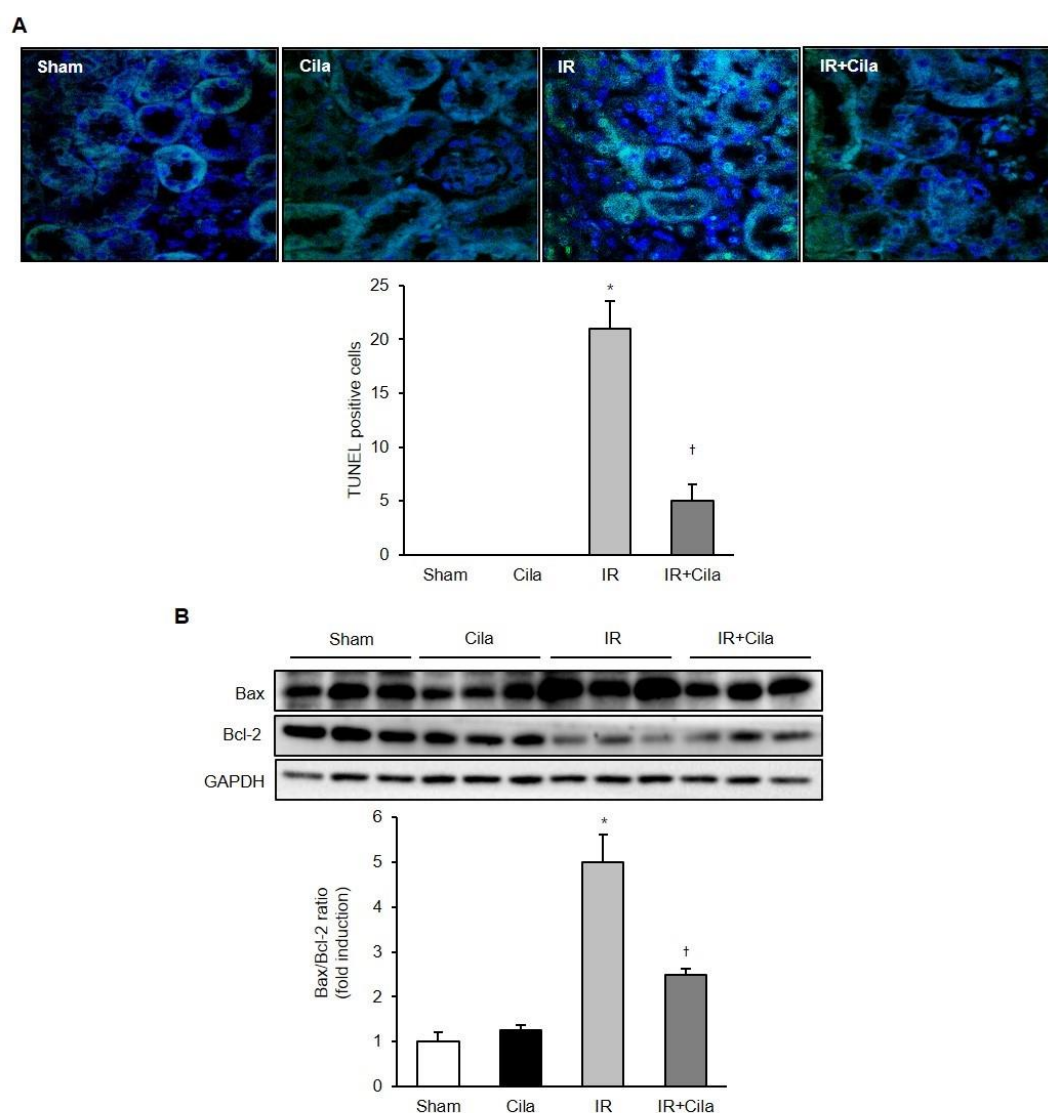 A
Sham Cila IR IR+Cila
25
20
15
10
5
0
TUNEL positive cells
*
†
Sham Cila IR IR+Cila
B
Sham Cila IR IR+Cila
Bax
Bcl-2
GAPDH
6
5
4
3
2
1
0
Bax/Bcl-2 ratio
(fold induction)
*
†
Sham Cila IR IR+Cila